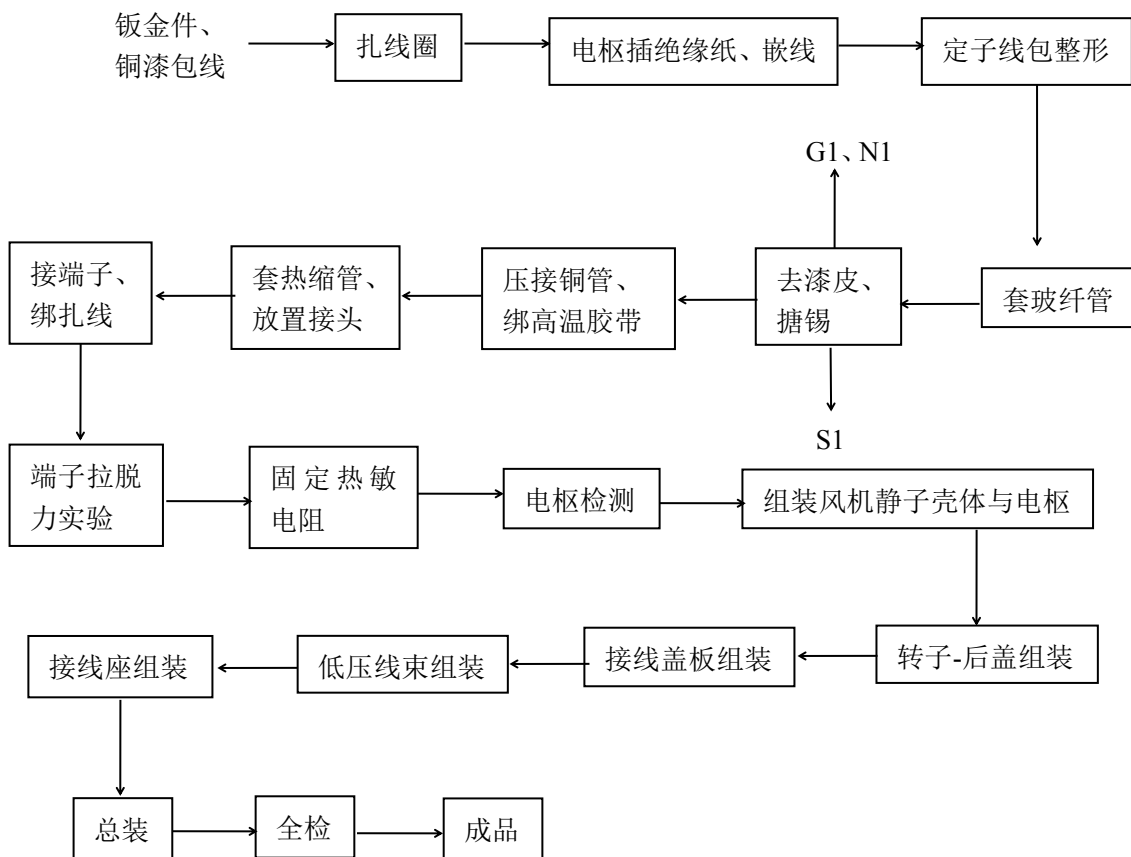 钣金件、
铜漆包线
扎线圈
电枢插绝缘纸、嵌线
定子线包整形
G1、N1
接端子、
绑扎线
套热缩管、
放置接头
压接铜管、
绑高温胶带
去漆皮、
搪锡
套玻纤管
S1
端子拉脱
力实验
固定热敏
电阻
电枢检测
组装风机静子壳体与电枢
接线座组装
低压线束组装
接线盖板组装
转子-后盖组装
总装
全检
成品